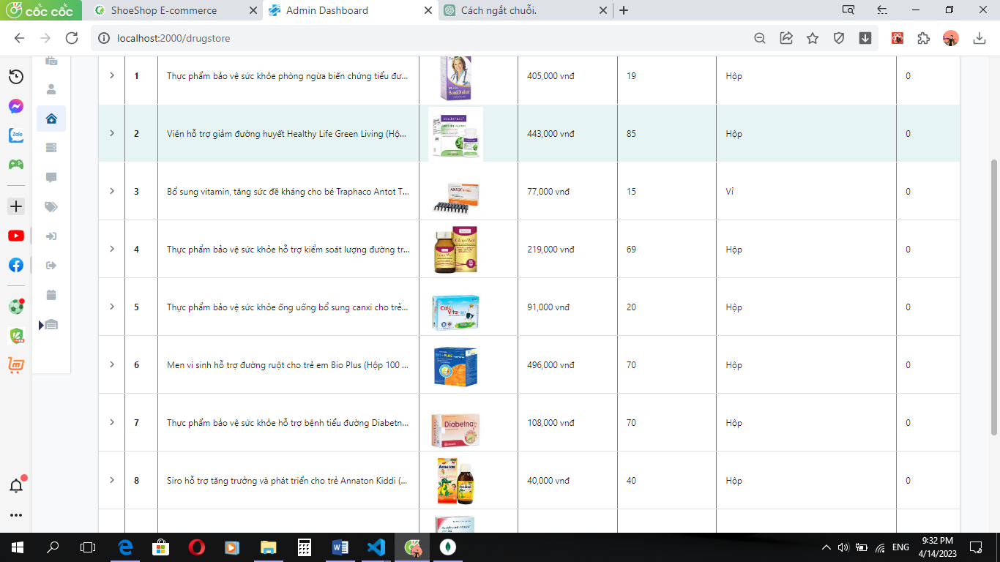 cốc cốc
ShoeShop E-commerce
Admin Dashboard
Cách ngắt chuỗi.
localhost:2000/drugstore
1 Thực phẩm bảo vệ sức khỏe phòng ngừa biến chứng tiểu đư... 405,000 vnđ 19 Hộp 0
2 Viên hỗ trợ giảm đường huyết Healthy Life Green Living (Hộ... 443,000 vnđ 85 Hộp 0
3 Bổ sung vitamin, tăng sức đề kháng cho bé Traphaco Antot T... 77,000 vnđ 15 Vỉ 0
ANTOT
4 Thực phẩm bảo vệ sức khỏe hỗ trợ kiểm soát lượng đường tr... 219,000 vnđ 69 Hộp 0
5 Thực phẩm bảo vệ sức khỏe ống uống bổ sung canxi cho trẻ... 91,000 vnđ 20 Hộp 0
Calc
Vita
6 Men vi sinh hỗ trợ đường ruột cho trẻ em Bio Plus (Hộp 100 ... 496,000 vnđ 70 Hộp 0
BIO - PLUS
7 Thực phẩm bảo vệ sức khỏe hỗ trợ bệnh tiểu đường Diabetn... 108,000 vnđ 70 Hộp 0
Diabetna
8 Siro hỗ trợ tăng trưởng và phát triển cho trẻ Annaton Kiddi (... 40,000 vnđ 40 Hộp 0
Annaton
Zalo
NEW
ENG
9:32 PM
4/14/2023